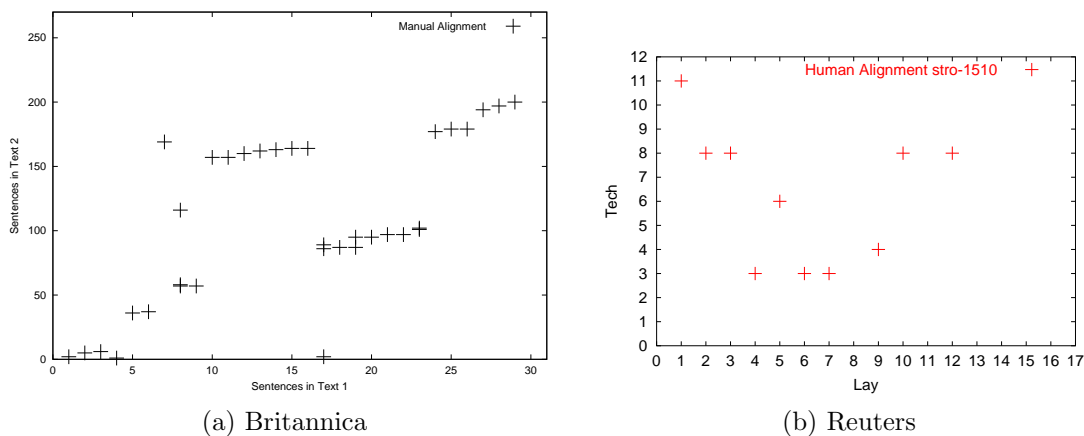 Manual Alignment
250
200
150
100
50
0
0 5 10 15 20 25 30
Sentences in Text 2
Sentences in Text 1
(a) Britannica
Human Alignment stro-1510
12
11
10
9
8
7
6
5
4
3
2
1
0
0 1 2 3 4 5 6 7 8 9 10 11 12 13 14 15 16 17
Tech
Lay
(b) Reuters